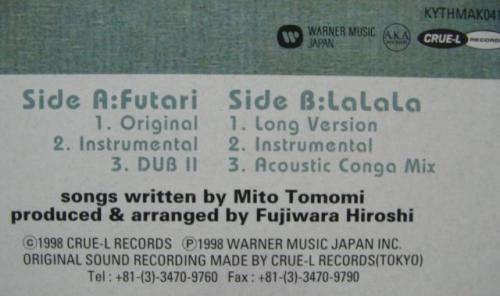 KYTHMAK041
WARNER MUSIC
JAPAN
A.K.A
CRUE-L RECORDS
Side A:Futari
1. Original
2. Instrumental
3. DUB II
Side B:LaLaLa
1. Long Version
2. Instrumental
3. Acoustic Conga Mix
songs written by Mito Tomomi
produced & arranged by Fujiwara Hiroshi
©1998 CRUE-L RECORDS ℗1998 WARNER MUSIC JAPAN INC.
ORIGINAL SOUND RECORDING MADE BY CRUE-L RECORDS(TOKYO)
Tel : +81-(3)-3470-9760 Fax : +81-(3)-3470-9790